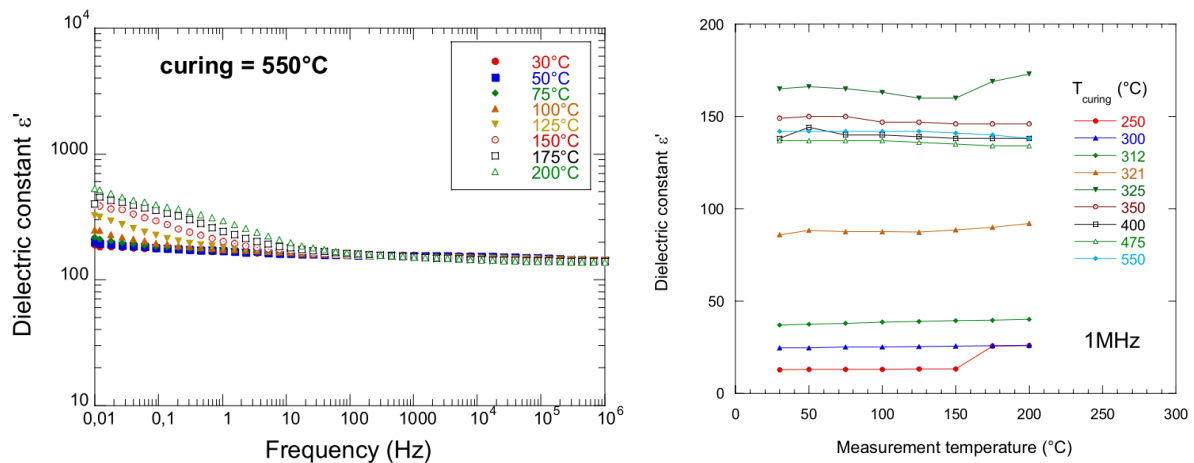 10⁴
1000
100
10
Dielectric constant ε'
curing = 550°C
30°C
50°C
75°C
100°C
125°C
150°C
175°C
200°C
0,01 0,1 1 10 100 1000 10⁴ 10⁵ 10⁶
Frequency (Hz)
200
150
100
50
0
Dielectric constant ε'
T_curing (°C)
250
300
312
321
325
350
400
475
550
1MHz
0 50 100 150 200 250 300
Measurement temperature (°C)